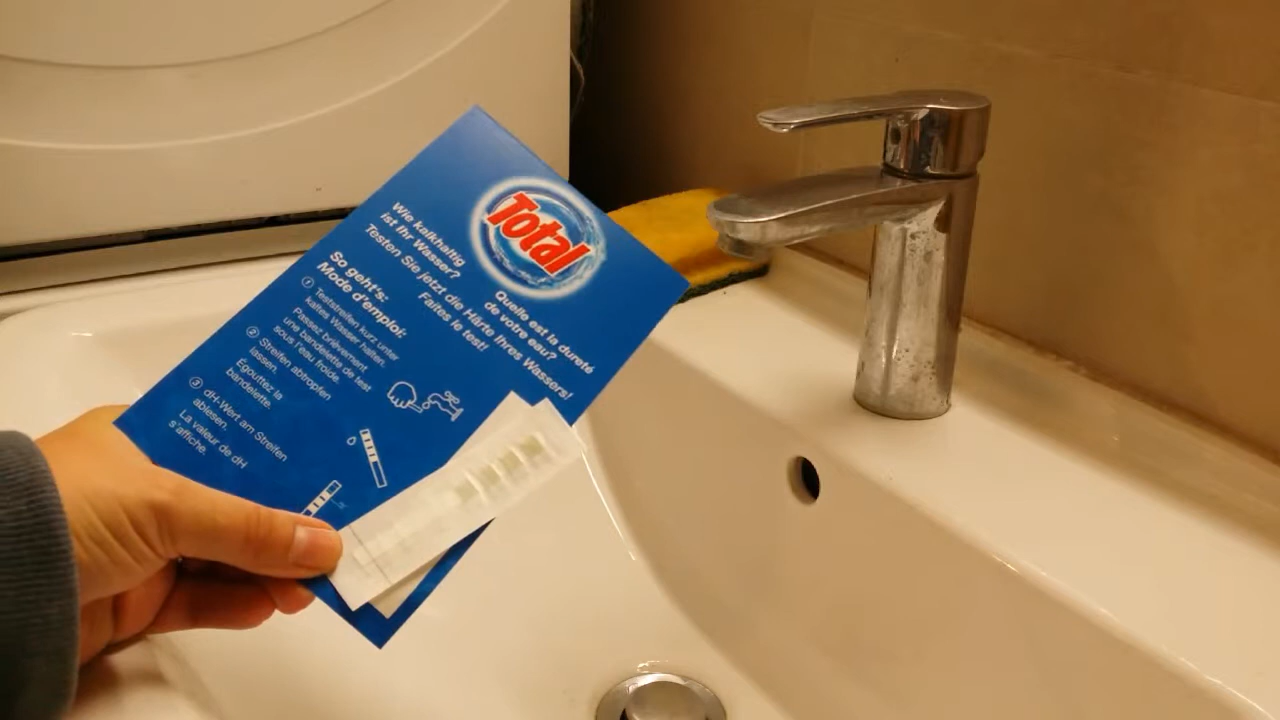 Total
Wie kalkhaltig
ist Ihr Wasser?
Testen Sie jetzt die Härte Ihres Wassers!
Quelle est la dureté
de votre eau?
Faites le test!
So geht's:
Mode d'emploi:
1 Teststreifen kurz unter
kaltes Wasser halten.
Passez brièvement
une bandelette de test
sous l'eau froide.
2 Streifen abtropfen
lassen.
Égouttez la
bandelette.
3 dH-Wert am Streifen
ablesen.
La valeur de dH
s'affiche.